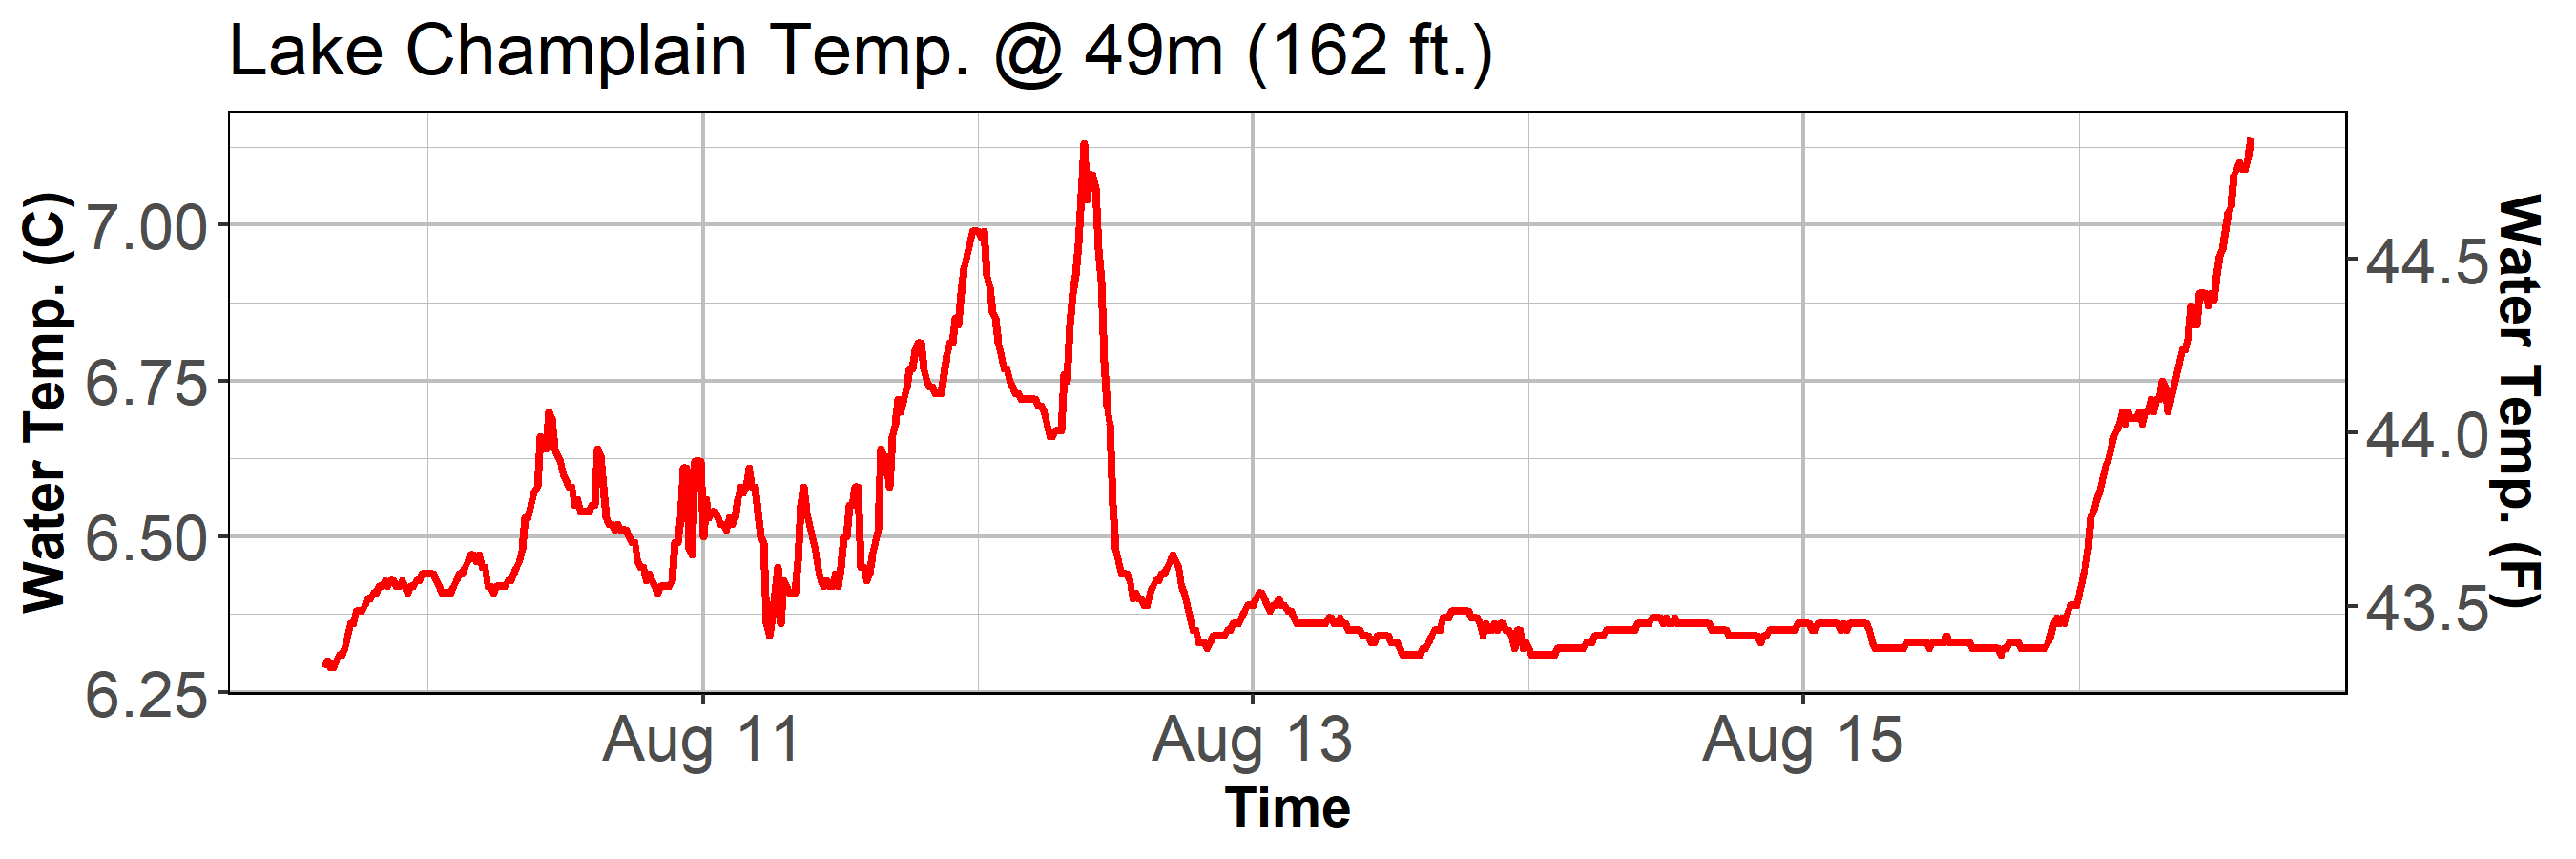 Lake Champlain Temp. @ 49m (162 ft.)
Water Temp. (C)
7.00
6.75
6.50
6.25
44.5
44.0
43.5
Water Temp. (F)
Aug 11
Aug 13
Aug 15
Time